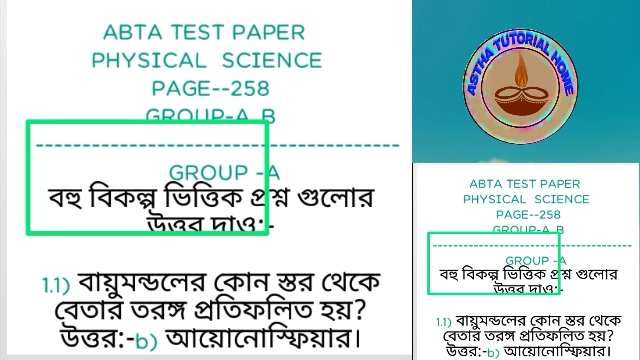 ABTA TEST PAPER
PHYSICAL SCIENCE
PAGE--258
GROUP-A B
GROUP -A
বহু বিকল্প ভিত্তিক প্রশ্ন গুলোর
উত্তর দাও:-
1.1) বায়ুমন্ডলের কোন স্তর থেকে
বেতার তরঙ্গ প্রতিফলিত হয়?
উত্তর:-b) আয়োনোস্ফিয়ার।
ASTHA TUTORIAL HOME
ABTA TEST PAPER
PHYSICAL SCIENCE
PAGE--258
GROUP-A B
GROUP -A
বহু বিকল্প ভিত্তিক প্রশ্ন গুলোর
উত্তর দাও:-
1.1) বায়ুমন্ডলের কোন স্তর থেকে
বেতার তরঙ্গ প্রতিফলিত হয়?
উত্তর:-b) আয়োনোস্ফিয়ার।